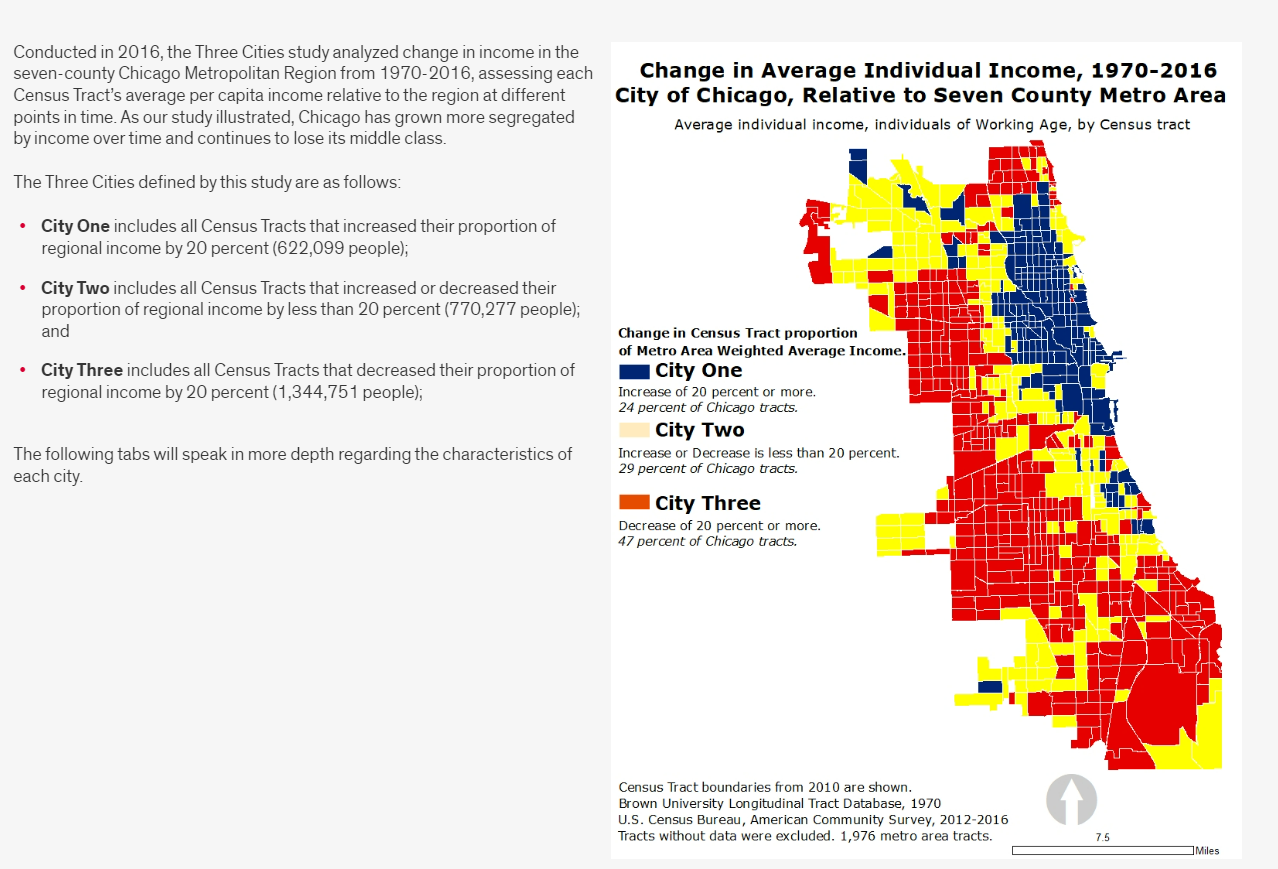 Conducted in 2016, the Three Cities study analyzed change in income in the
seven-county Chicago Metropolitan Region from 1970-2016, assessing each
Census Tract's average per capita income relative to the region at different
points in time. As our study illustrated, Chicago has grown more segregated
by income over time and continues to lose its middle class.
The Three Cities defined by this study are as follows:
• City One includes all Census Tracts that increased their proportion of
regional income by 20 percent (622,099 people);
• City Two includes all Census Tracts that increased or decreased their
proportion of regional income by less than 20 percent (770,277 people);
and
• City Three includes all Census Tracts that decreased their proportion of
regional income by 20 percent (1,344,751 people);
The following tabs will speak in more depth regarding the characteristics of
each city.
Change in Average Individual Income, 1970-2016
City of Chicago, Relative to Seven County Metro Area
Average individual income, individuals of Working Age, by Census tract
Change in Census Tract proportion
of Metro Area Weighted Average Income.
City One
Increase of 20 percent or more.
24 percent of Chicago tracts.
City Two
Increase or Decrease is less than 20 percent.
29 percent of Chicago tracts.
City Three
Decrease of 20 percent or more.
47 percent of Chicago tracts.
Census Tract boundaries from 2010 are shown.
Brown University Longitudinal Tract Database, 1970
U.S. Census Bureau, American Community Survey, 2012-2016
Tracts without data were excluded. 1,976 metro area tracts.
7.5
Miles